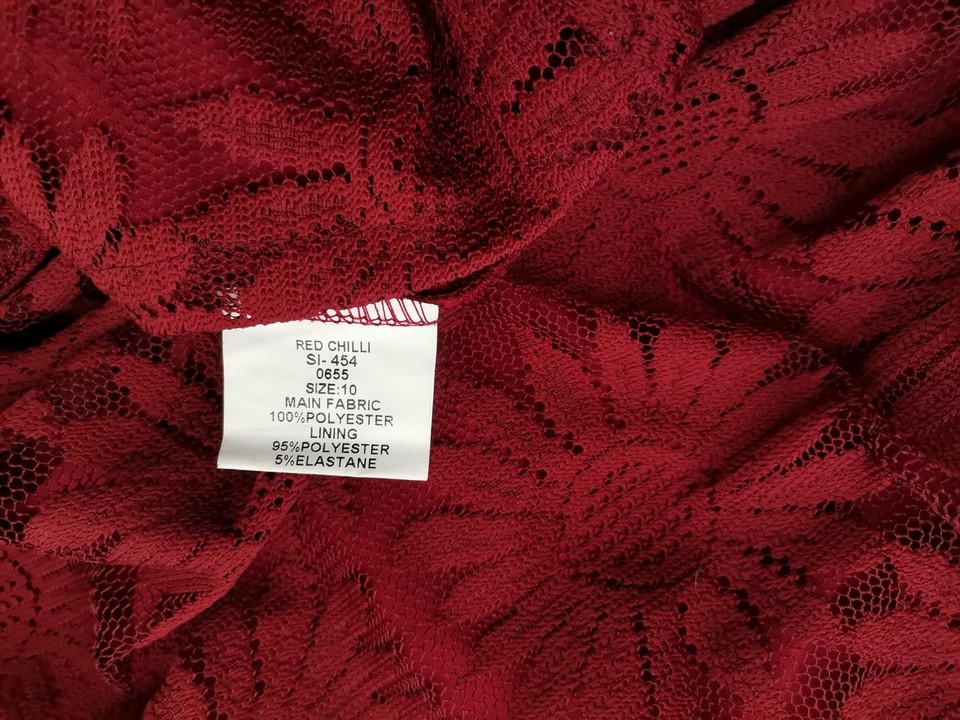 RED CHILLI
SI- 454
0655
SIZE:10
MAIN FABRIC
100%POLYESTER
LINING
95%POLYESTER
5%ELASTANE